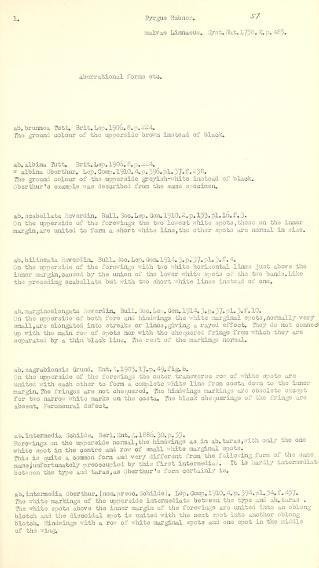 1. Pyrgus Hubner. 51
malvae Linnaeus. Syst.Nat.1758.X.p.485.
Aberrational forms etc.
ab.brunnea Tutt. Brit.Lep.1906.8.p.224.
The ground colour of the upperside brown instead of black.
ab.albina Tutt. Brit.Lep.1906.8.p.224.
= albina Oberthur. Lep.Comp.1910.4.p.396.pl.57.f.438.
The ground colour of the upperside greyish-white instead of black.
Oberthur's example was described from the same specimen.
ab.scabellata Reverdin. Bull.Soc.Lep.Gen.1910.2.p.193.pl.16.f.3.
On the upperside of the forewings the two lowest white spots, those on the inner
margin, are united to form a short white line, the other spots are normal in size.
ab.bilineata Reverdin. Bull.Soc.Lep.Gen.1914.3.p.37.pl.3.f.4.
On the upperside of the forewings with two white horizontal lines just above the
inner margin, caused by the union of the lower white spots of the two bands. Like
the preceding scabellata but with two short white lines instead of one.
ab.marginoelongata Reverdin. Bull.Soc.Lep.Gen.1914.3.p.37.pl.3.f.10.
On the upperside of both fore and hindwings the white marginal spots, normally very
small, are elongated into streaks or lines, giving a rayed effect. They do not connect
up with the main row of spots nor with the chequered fringe from which they are
separated by a thin black line. The rest of the markings normal.
ab.zagrabiensis Grund. Ent.
On the upperside of the forewings the outer transverse row of white spots are
united with each other to form a complete white line from costa down to the inner
margin. The fringes are not chequered. The hindwing markings are obsolete except
for two narrow white marks on the costa. The black chequerings of the fringe are
absent. Permanural defect.
ab.intermedia Schilde. Berl.Ent.Z.1886.30.p.53.
Forewings on the upperside normal, the hindwings as in ab.taras, with only the one
white spot in the centre and row of small white marginal spots.
This is quite a common form and very different from the following form of the same
name(unfortunately preoccupied by this first intermedia). It is hardly intermediate
between the type and taras, as Oberthur's form certainly is.
ab.intermedia Oberthur. (nom.preoc.Schilde). Lep.Comp.1910.4.p.394.pl.54.f.437.
The white markings of the upperside intermediate between the type and ab.taras.
The white spots above the inner margin of the forewings are united into an oblong
blotch and the discoidal spot is united with the next spot into another oblong
blotch. Hindwings with a row of white marginal spots and one spot in the middle
of the wing.